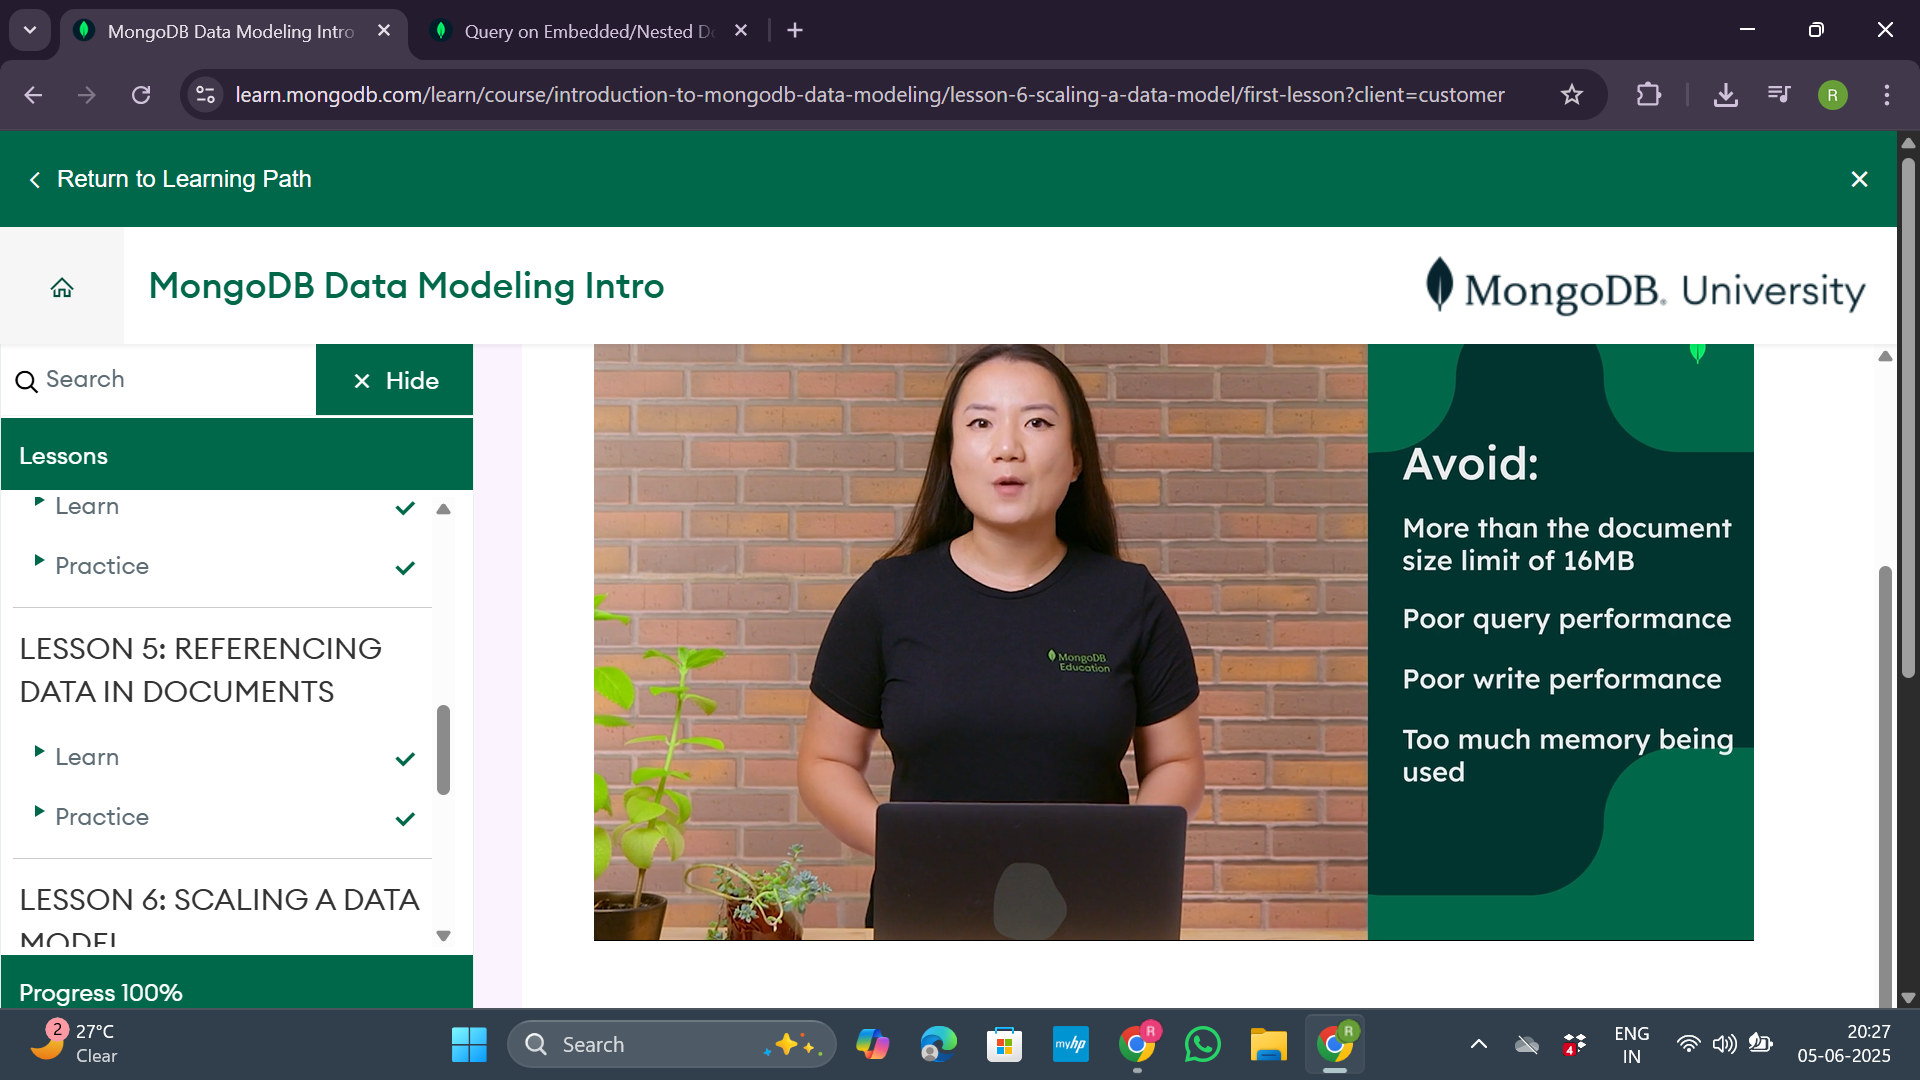 MongoDB Data Modeling Intro
Query on Embedded/Nested Do
learn.mongodb.com/learn/course/introduction-to-mongodb-data-modeling/lesson-6-scaling-a-data-model/first-lesson?client=customer
R
Return to Learning Path
MongoDB Data Modeling Intro
MongoDB. University
Search
Hide
Lessons
Learn
Practice
LESSON 5: REFERENCING
DATA IN DOCUMENTS
Learn
Practice
LESSON 6: SCALING A DATA
MODEL
Progress 100%
MongoDB
Education
Avoid:
More than the document
size limit of 16MB
Poor query performance
Poor write performance
Too much memory being
used
2
27°C
Clear
Search
myhp
R
R
4
ENG
IN
20:27
05-06-2025